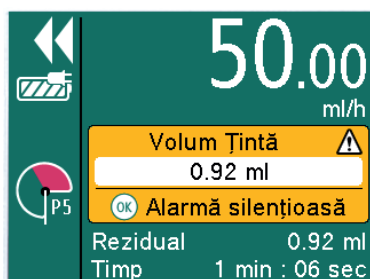 50.00
ml/h
Volum Țintă
0.92 ml
OK Alarmă silențioasă
P5
Rezidual 0.92 ml
Timp 1 min : 06 sec